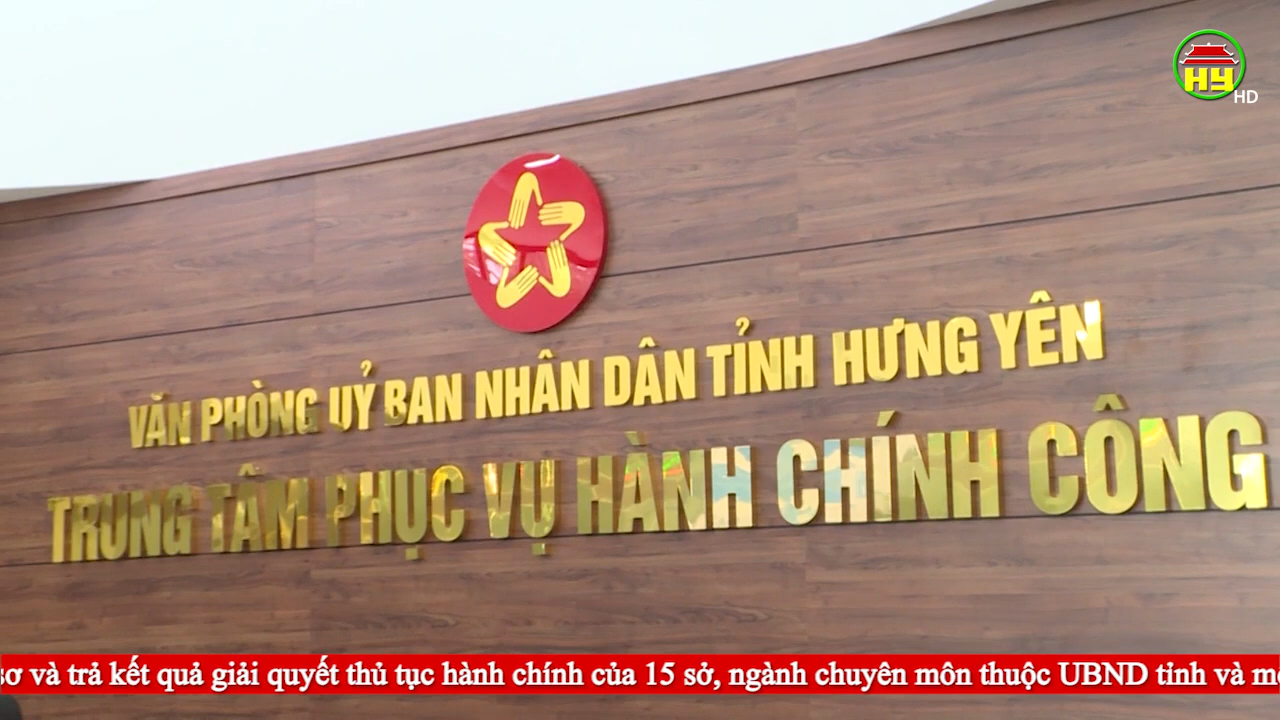 HY
HD
VĂN PHÒNG UỶ BAN NHÂN DÂN TỈNH HƯNG YÊN
TRUNG TÂM PHỤC VỤ HÀNH CHÍNH CÔNG
và trả kết quả giải quyết thủ tục hành chính của 15 sở, ngành chuyên môn thuộc UBND tỉnh và